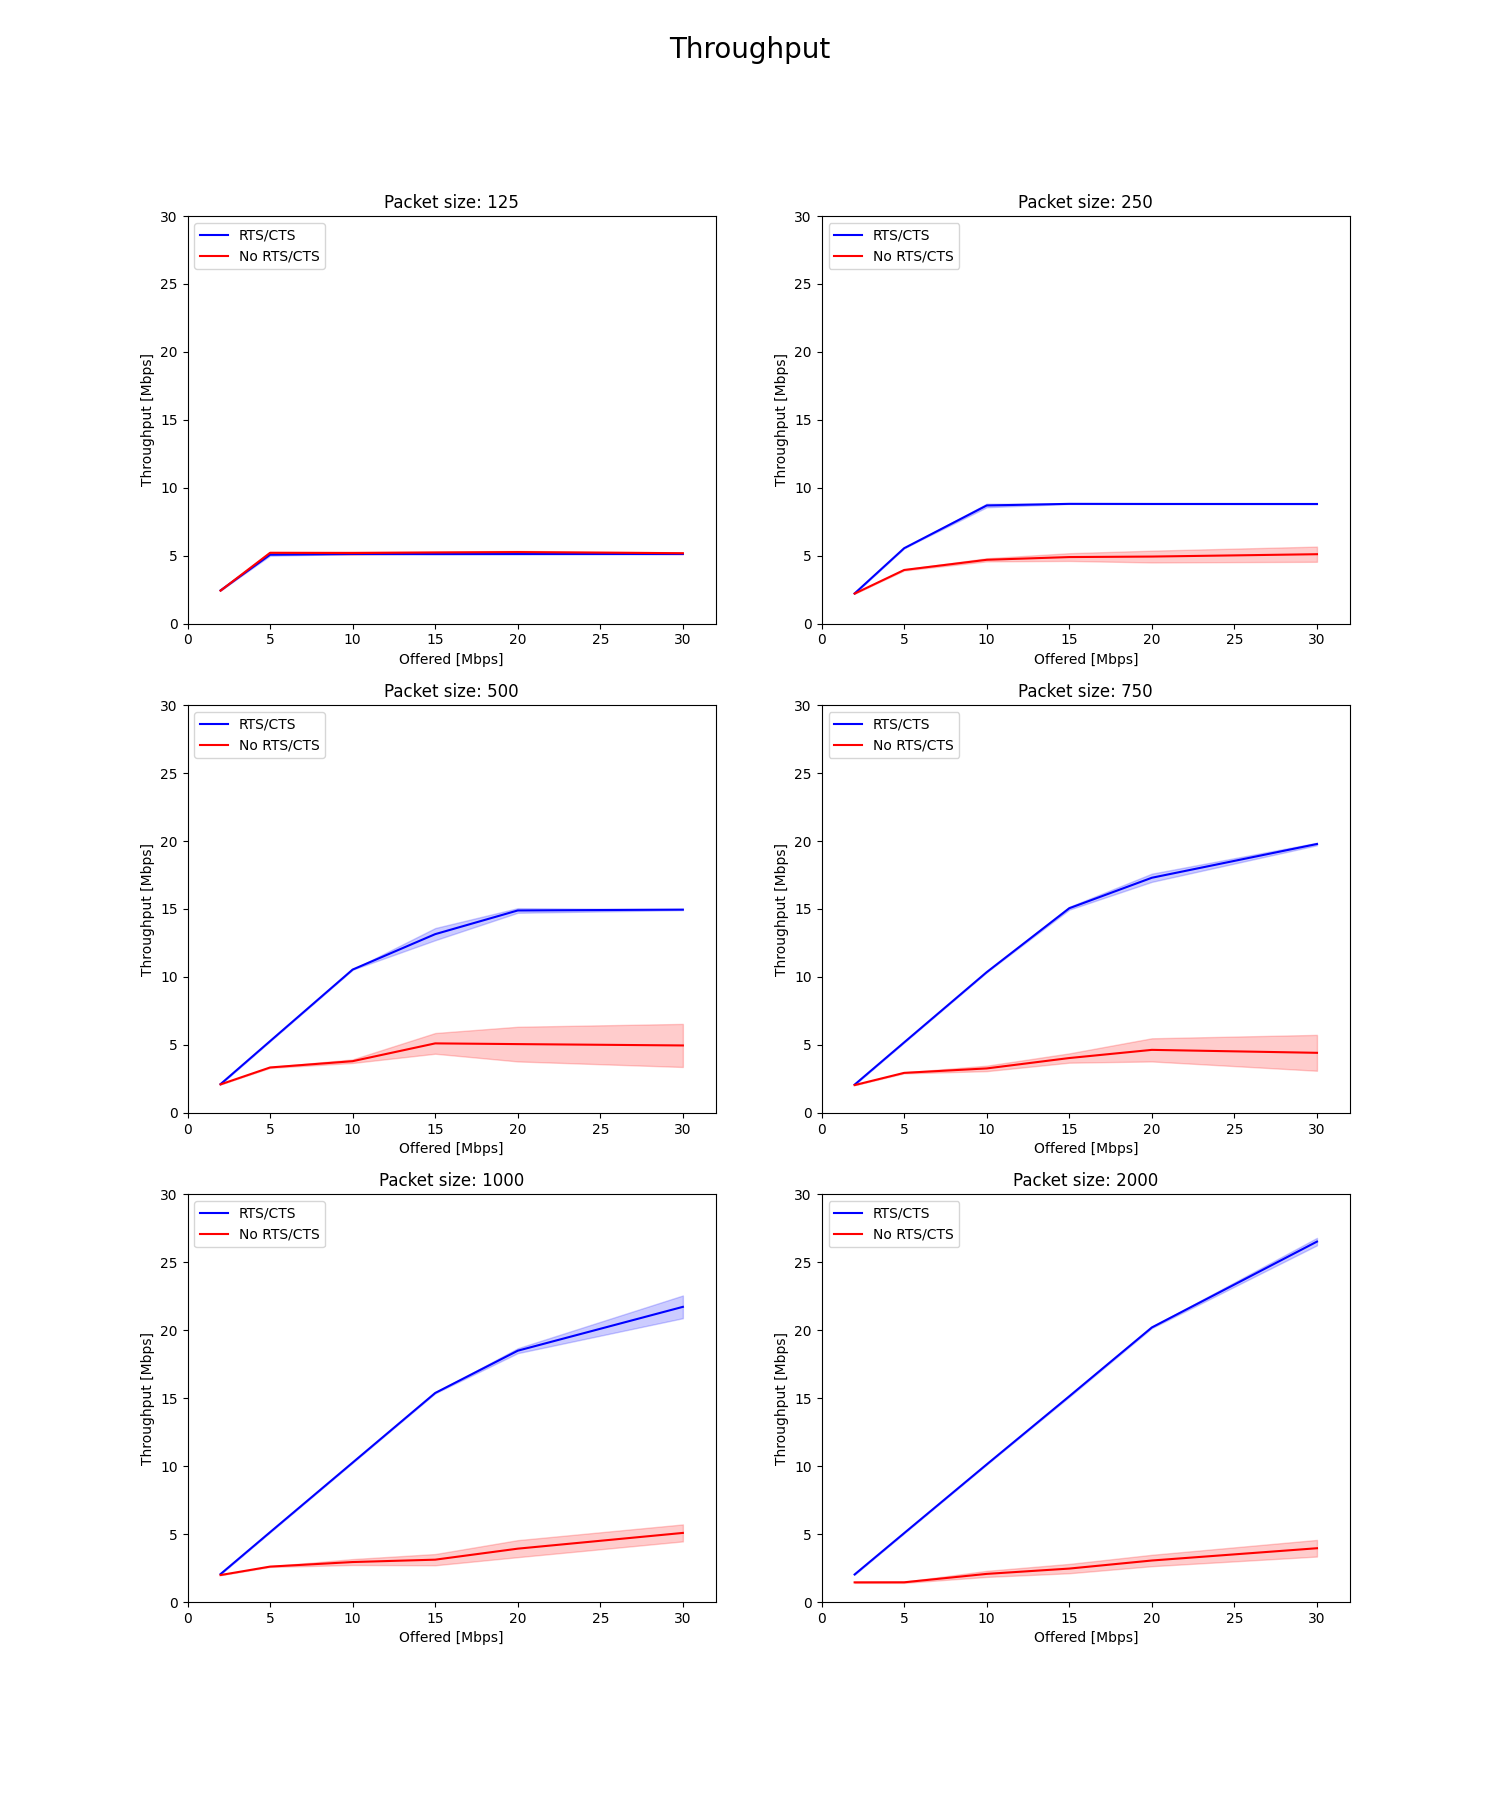 Throughput
Packet size: 125
30
25
20
15
10
5
0
Throughput [Mbps]
RTS/CTS
No RTS/CTS
0 5 10 15 20 25 30
Offered [Mbps]
Packet size: 250
30
25
20
15
10
5
0
Throughput [Mbps]
RTS/CTS
No RTS/CTS
0 5 10 15 20 25 30
Offered [Mbps]
Packet size: 500
30
25
20
15
10
5
0
Throughput [Mbps]
RTS/CTS
No RTS/CTS
0 5 10 15 20 25 30
Offered [Mbps]
Packet size: 750
30
25
20
15
10
5
0
Throughput [Mbps]
RTS/CTS
No RTS/CTS
0 5 10 15 20 25 30
Offered [Mbps]
Packet size: 1000
30
25
20
15
10
5
0
Throughput [Mbps]
RTS/CTS
No RTS/CTS
0 5 10 15 20 25 30
Offered [Mbps]
Packet size: 2000
30
25
20
15
10
5
0
Throughput [Mbps]
RTS/CTS
No RTS/CTS
0 5 10 15 20 25 30
Offered [Mbps]